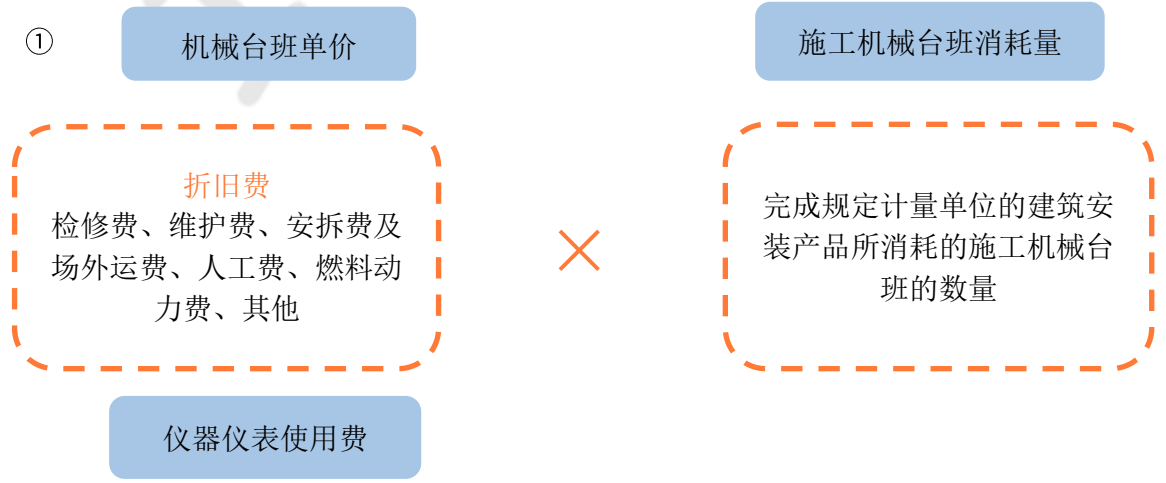 ①
机械台班单价
施工机械台班消耗量
折旧费
检修费、维护费、安拆费及
场外运费、人工费、燃料动
力费、其他
×
完成规定计量单位的建筑安
装产品所消耗的施工机械台
班的数量
仪器仪表使用费